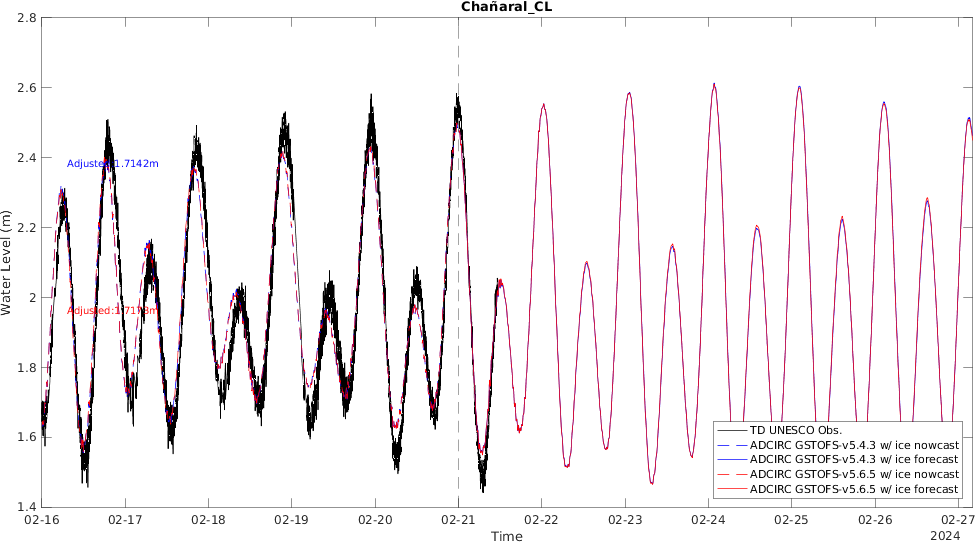 Chañaral_CL
2.8
2.6
2.4
2.2
2
1.8
1.6
1.4
Water Level (m)
Adjusted:1.7142m
TD UNESCO Obs.
ADCIRC GSTOFS-v5.4.3 w/ ice nowcast
ADCIRC GSTOFS-v5.4.3 w/ ice forecast
ADCIRC GSTOFS-v5.6.5 w/ ice nowcast
ADCIRC GSTOFS-v5.6.5 w/ ice forecast
02-16 02-17 02-18 02-19 02-20 02-21 02-22 02-23 02-24 02-25 02-26 02-27
Time
2024